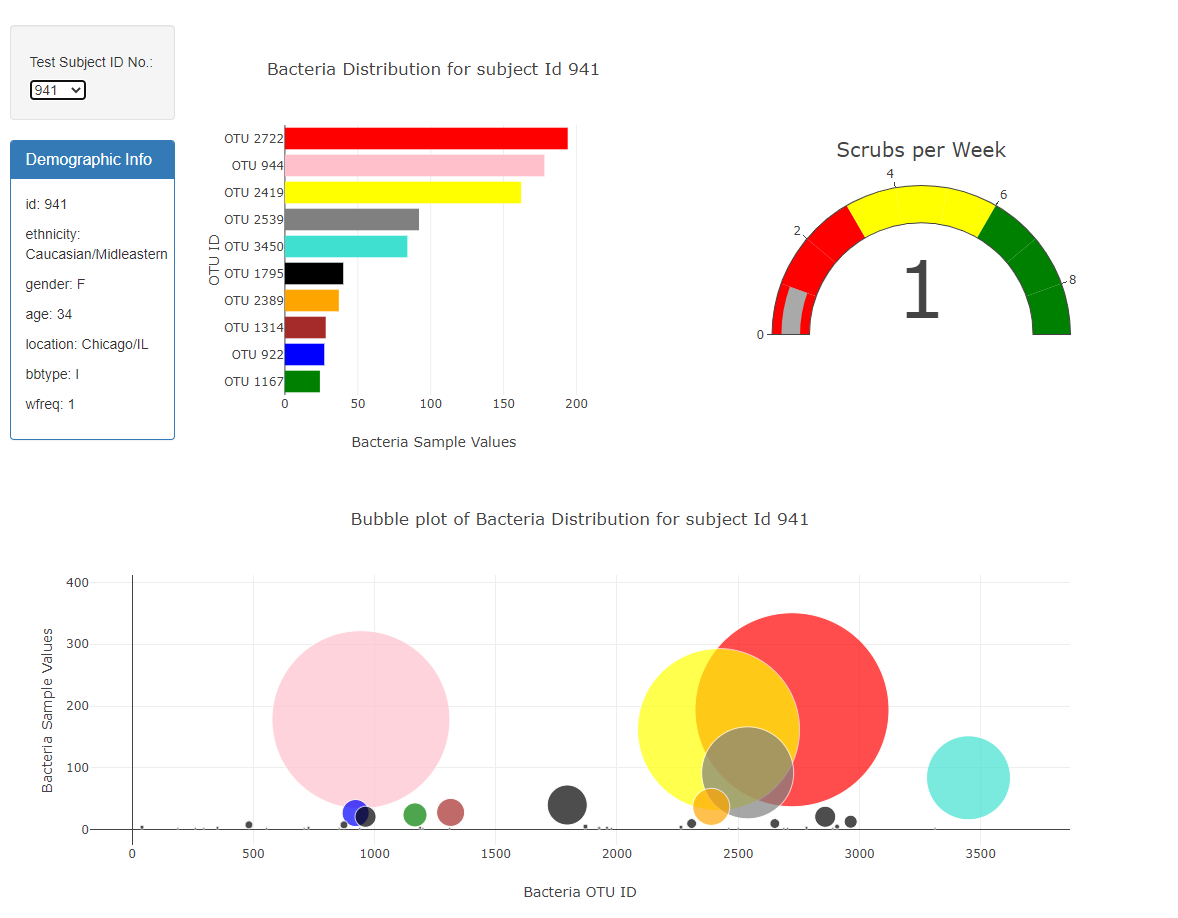 Test Subject ID No.:
941
Demographic Info
id: 941
ethnicity:
Caucasian/Midleastern
gender: F
age: 34
location: Chicago/IL
bbtype: I
wfreq: 1
Bacteria Distribution for subject Id 941
OTU ID
OTU 2722
OTU 944
OTU 2419
OTU 2539
OTU 3450
OTU 1795
OTU 2389
OTU 1314
OTU 922
OTU 1167
0 50 100 150 200
Bacteria Sample Values
Scrubs per Week
0
2
4
6
8
1
Bubble plot of Bacteria Distribution for subject Id 941
Bacteria Sample Values
400
300
200
100
0
0 500 1000 1500 2000 2500 3000 3500
Bacteria OTU ID